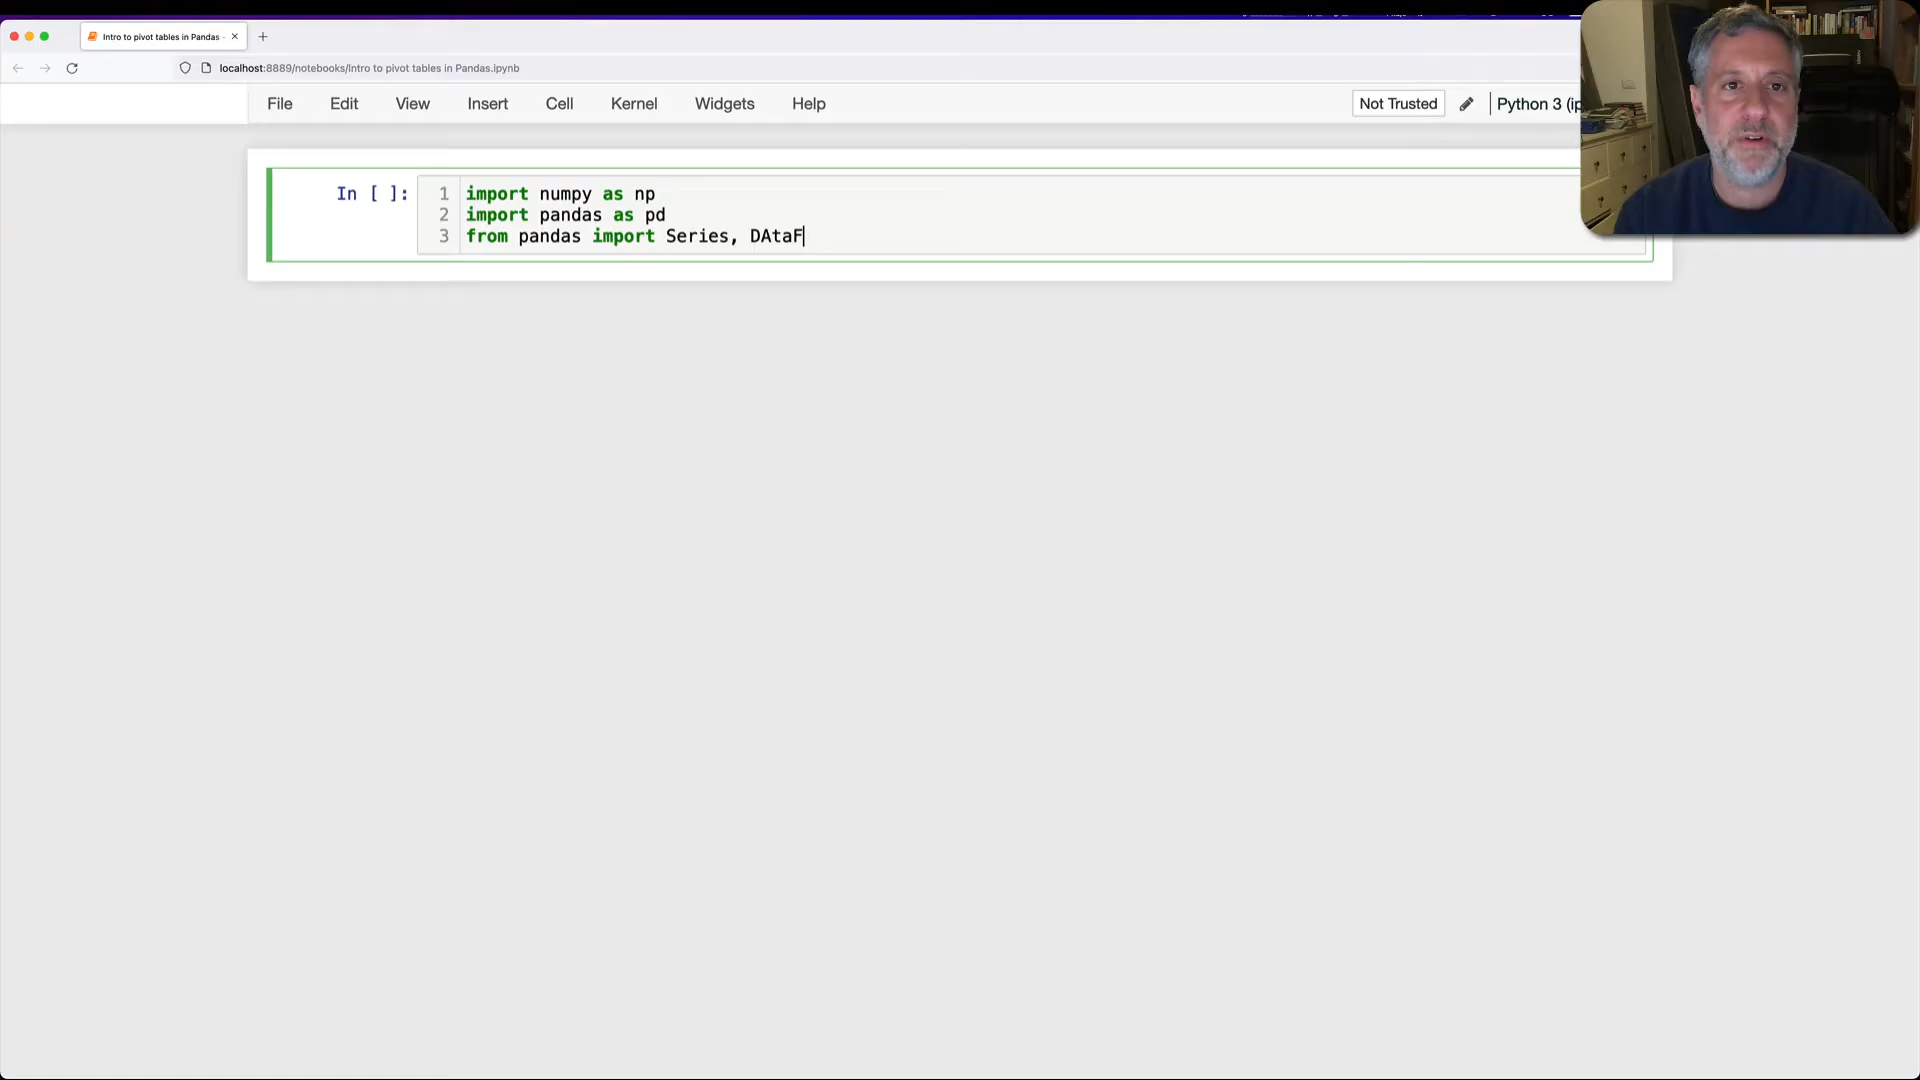 Intro to pivot tables in Pandas -
localhost:8889/notebooks/Intro to pivot tables in Pandas.ipynb
File Edit View Insert Cell Kernel Widgets Help Not Trusted Python 3 (ip
In [ ]:
1 import numpy as np
2 import pandas as pd
3 from pandas import Series, DAtaF